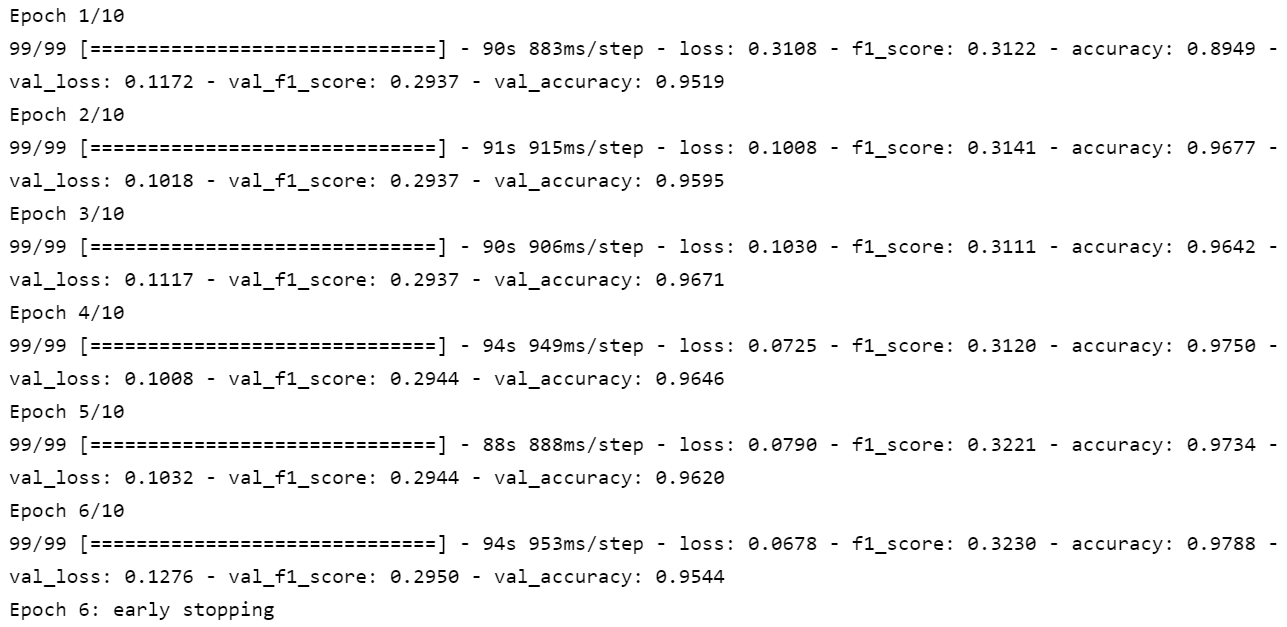 Epoch 1/10
99/99 [==============================] - 90s 883ms/step - loss: 0.3108 - f1_score: 0.3122 - accuracy: 0.8949 -
val_loss: 0.1172 - val_f1_score: 0.2937 - val_accuracy: 0.9519
Epoch 2/10
99/99 [==============================] - 91s 915ms/step - loss: 0.1008 - f1_score: 0.3141 - accuracy: 0.9677 -
val_loss: 0.1018 - val_f1_score: 0.2937 - val_accuracy: 0.9595
Epoch 3/10
99/99 [==============================] - 90s 906ms/step - loss: 0.1030 - f1_score: 0.3111 - accuracy: 0.9642 -
val_loss: 0.1117 - val_f1_score: 0.2937 - val_accuracy: 0.9671
Epoch 4/10
99/99 [==============================] - 94s 949ms/step - loss: 0.0725 - f1_score: 0.3120 - accuracy: 0.9750 -
val_loss: 0.1008 - val_f1_score: 0.2944 - val_accuracy: 0.9646
Epoch 5/10
99/99 [==============================] - 88s 888ms/step - loss: 0.0790 - f1_score: 0.3221 - accuracy: 0.9734 -
val_loss: 0.1032 - val_f1_score: 0.2944 - val_accuracy: 0.9620
Epoch 6/10
99/99 [==============================] - 94s 953ms/step - loss: 0.0678 - f1_score: 0.3230 - accuracy: 0.9788 -
val_loss: 0.1276 - val_f1_score: 0.2950 - val_accuracy: 0.9544
Epoch 6: early stopping